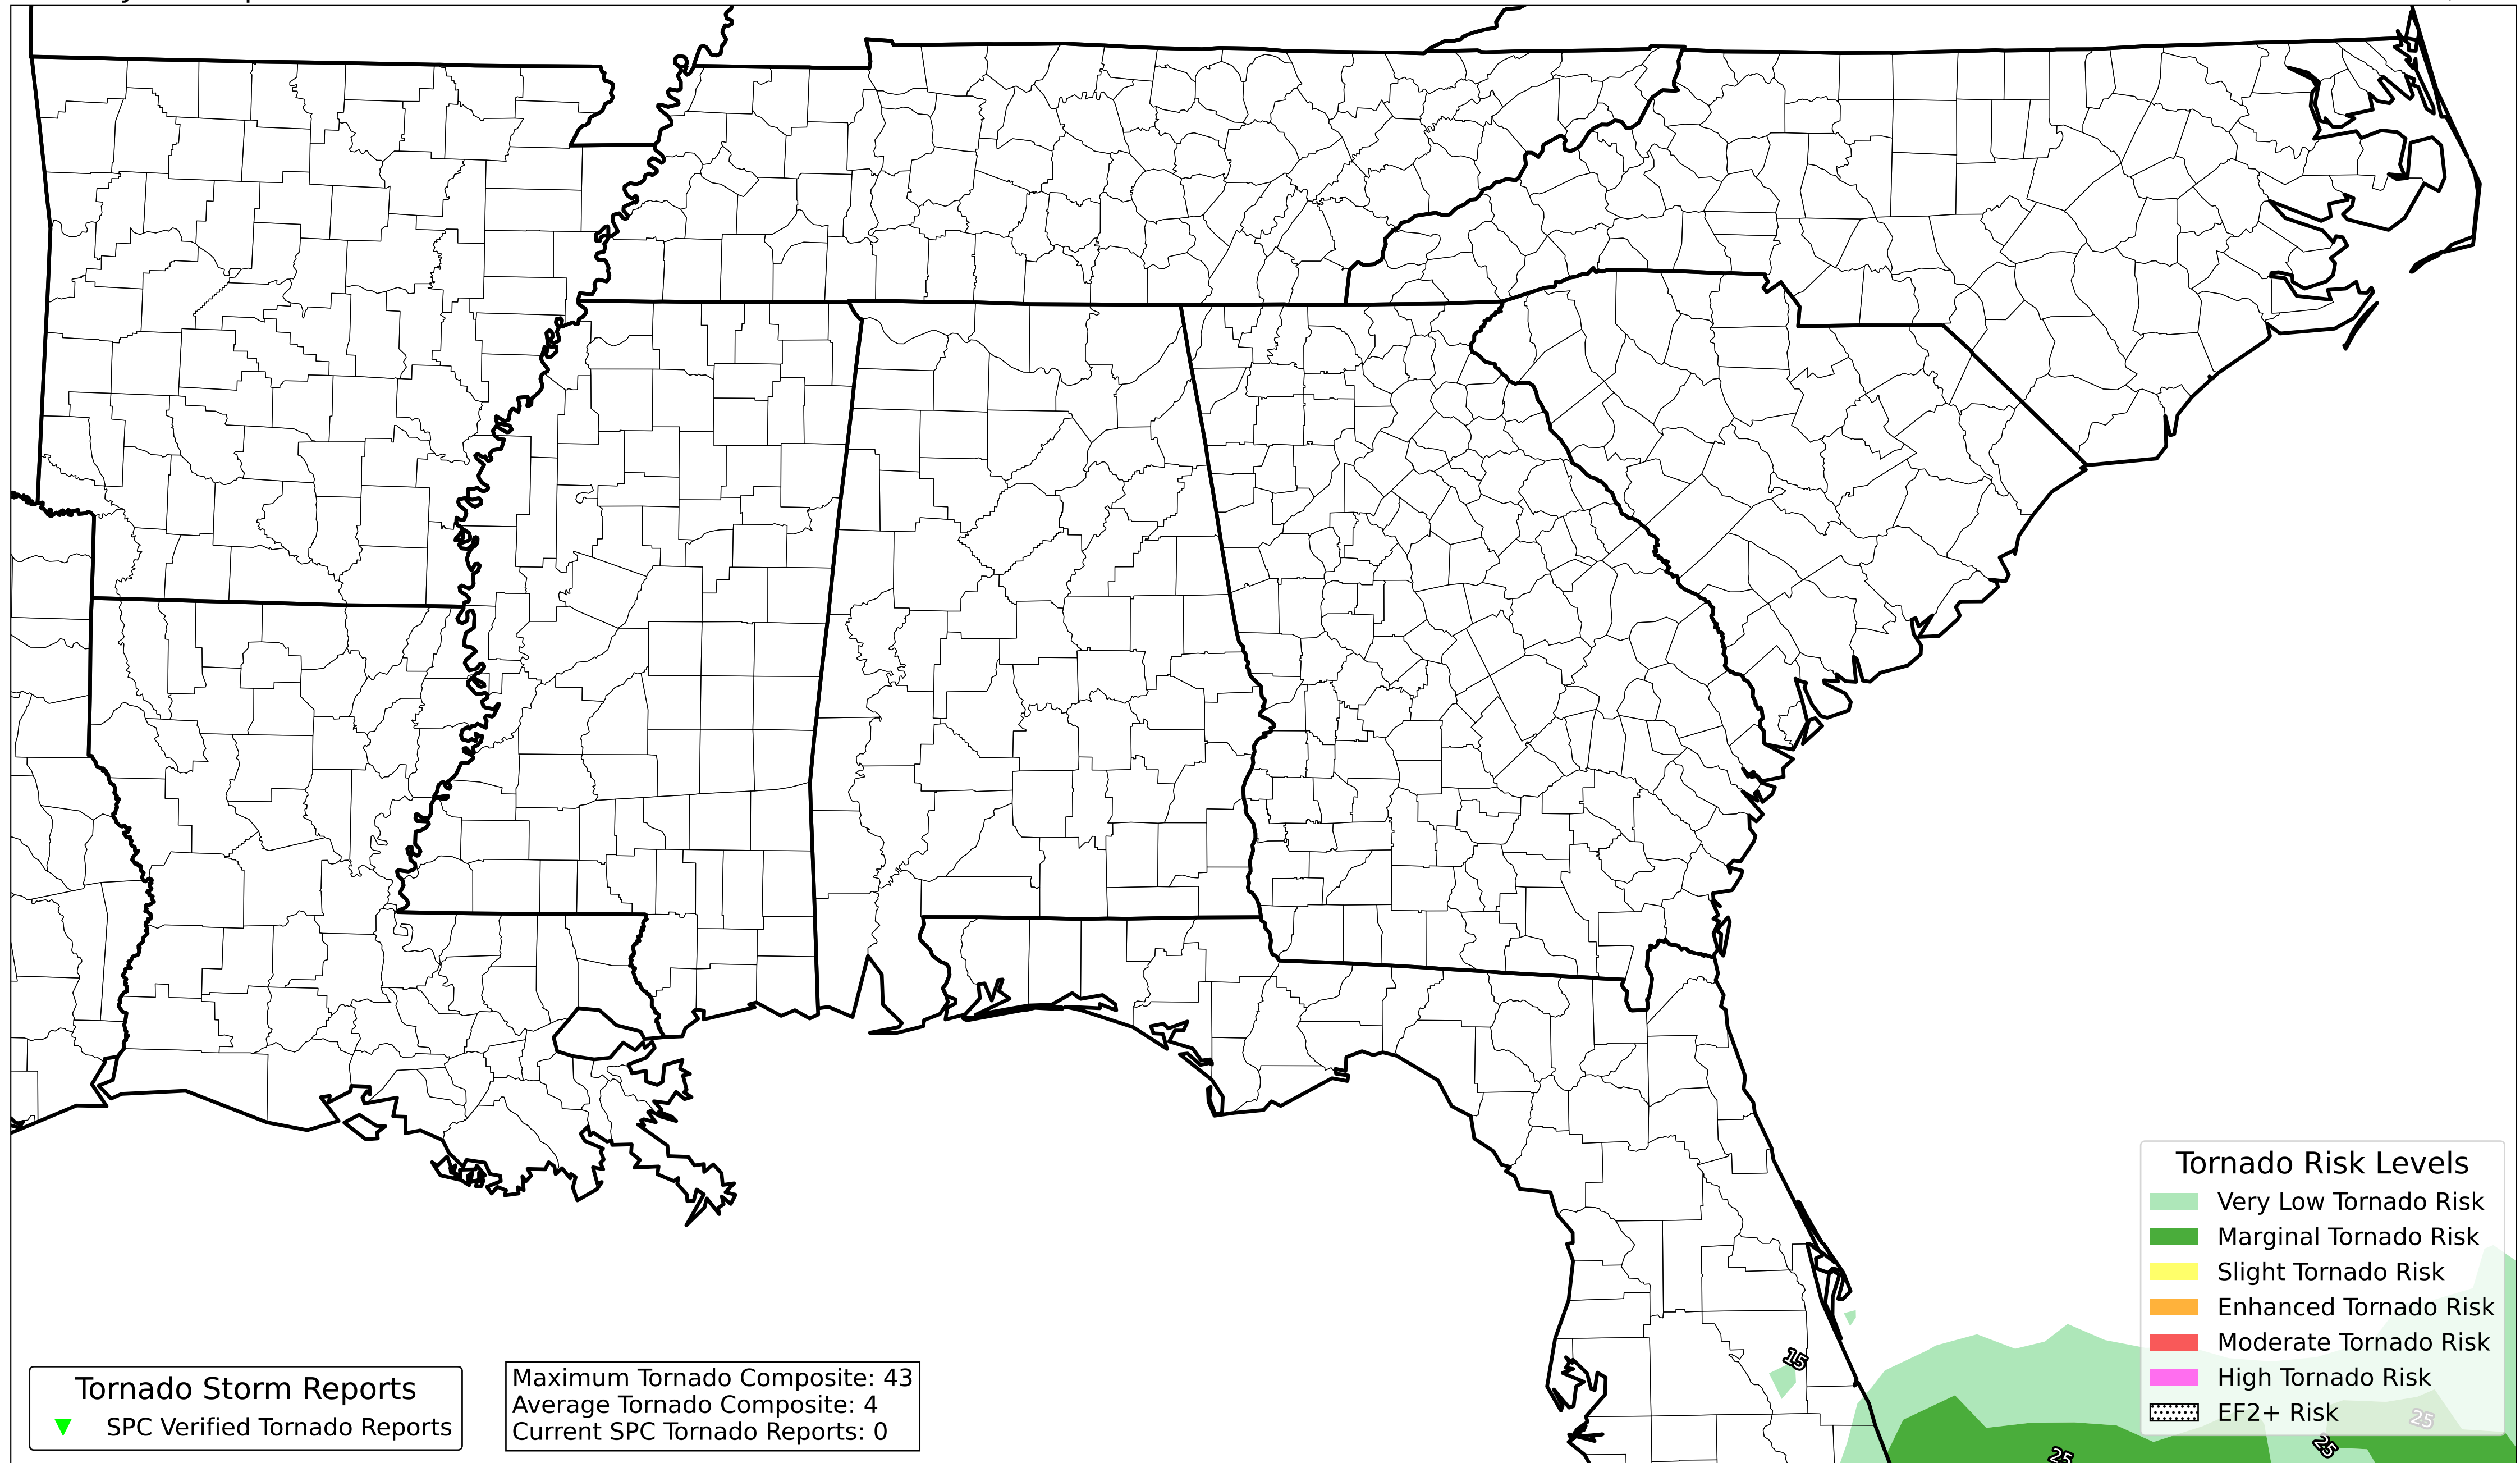 15
Tornado Risk Levels
Very Low Tornado Risk
Marginal Tornado Risk
Slight Tornado Risk
Enhanced Tornado Risk
Moderate Tornado Risk
High Tornado Risk
EF2+ Risk
25
25
25
Tornado Storm Reports
SPC Verified Tornado Reports
Maximum Tornado Composite: 43
Average Tornado Composite: 4
Current SPC Tornado Reports: 0